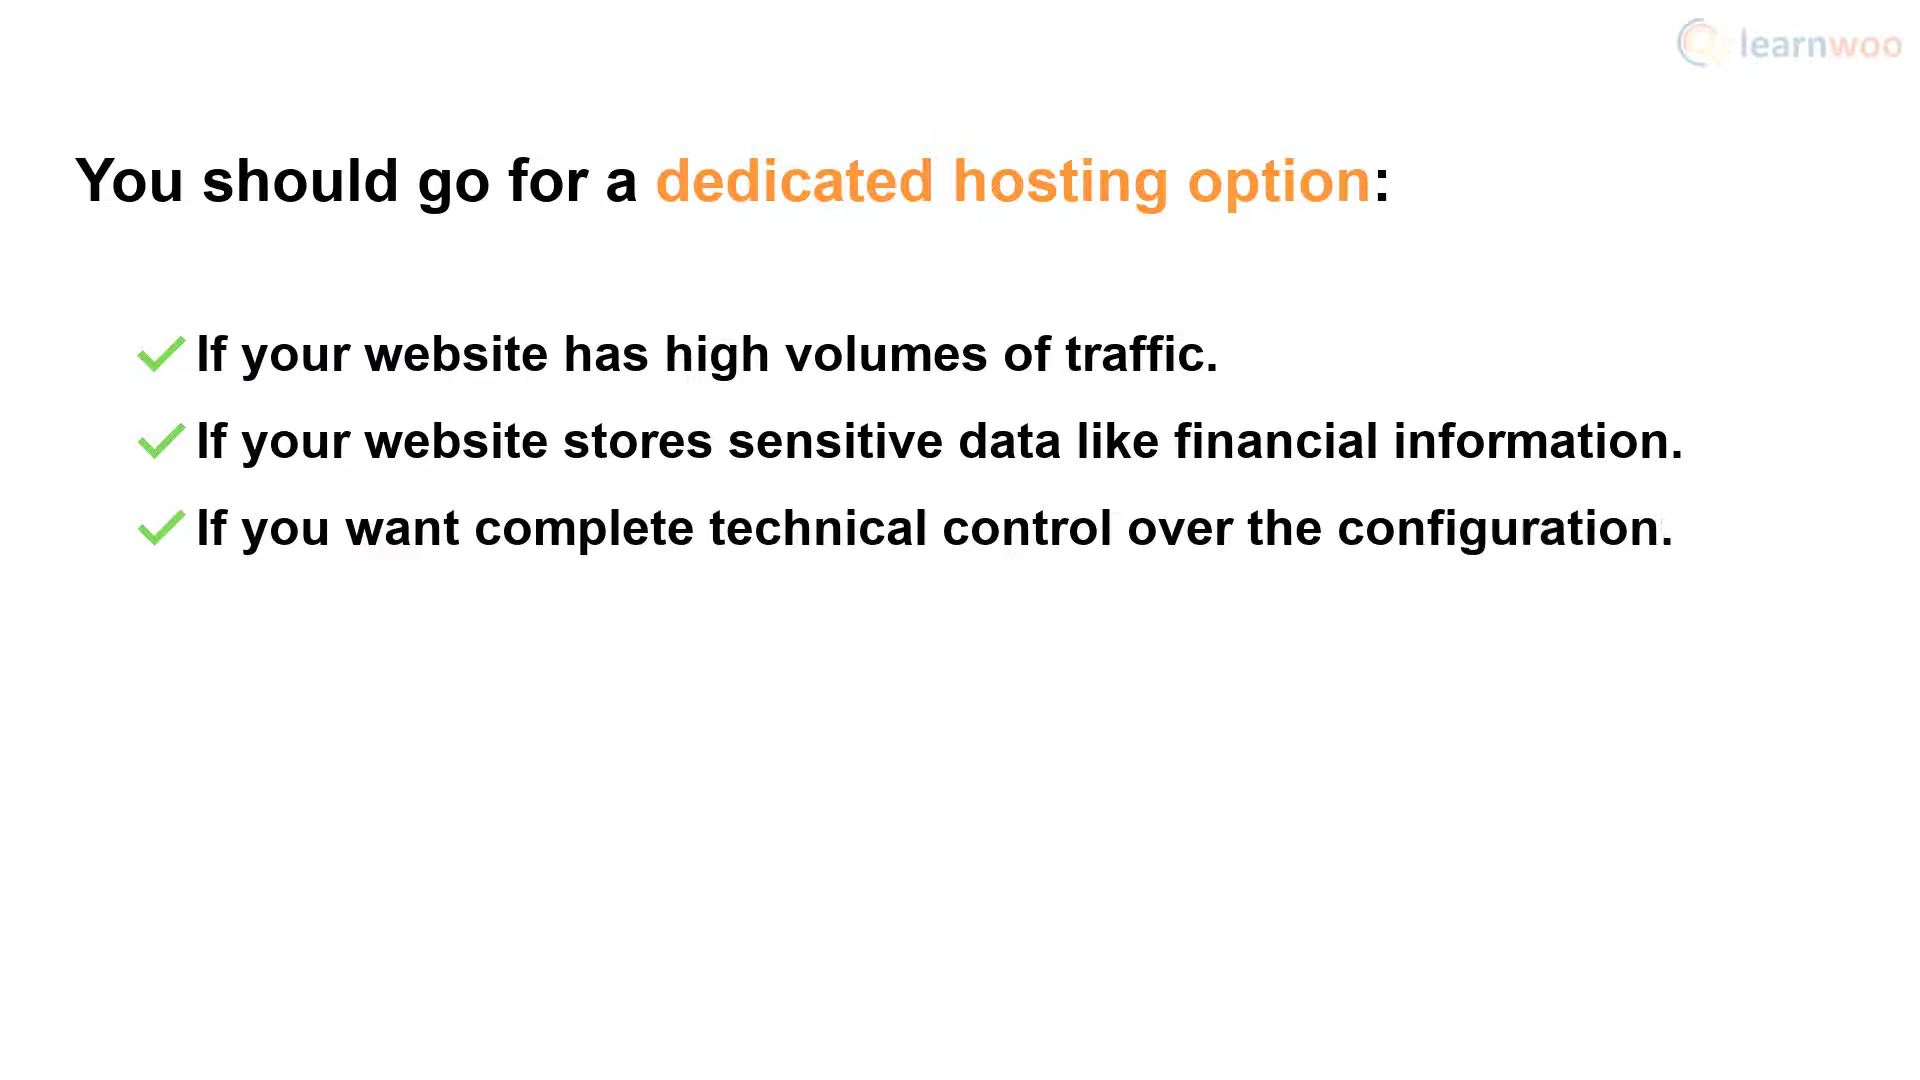 learnwoo
You should go for a dedicated hosting option:
If your website has high volumes of traffic.
If your website stores sensitive data like financial information.
If you want complete technical control over the configuration.